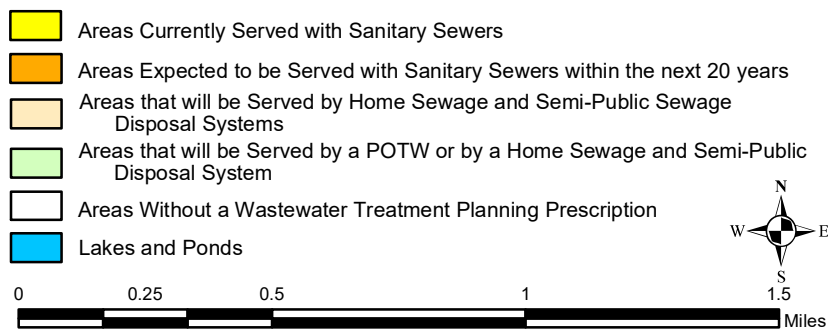 Areas Currently Served with Sanitary Sewers
Areas Expected to be Served with Sanitary Sewers within the next 20 years
Areas that will be Served by Home Sewage and Semi-Public Sewage
Disposal Systems
Areas that will be Served by a POTW or by a Home Sewage and Semi-Public
Disposal System
Areas Without a Wastewater Treatment Planning Prescription
Lakes and Ponds
N
W E
S
0 0.25 0.5 1 1.5
Miles